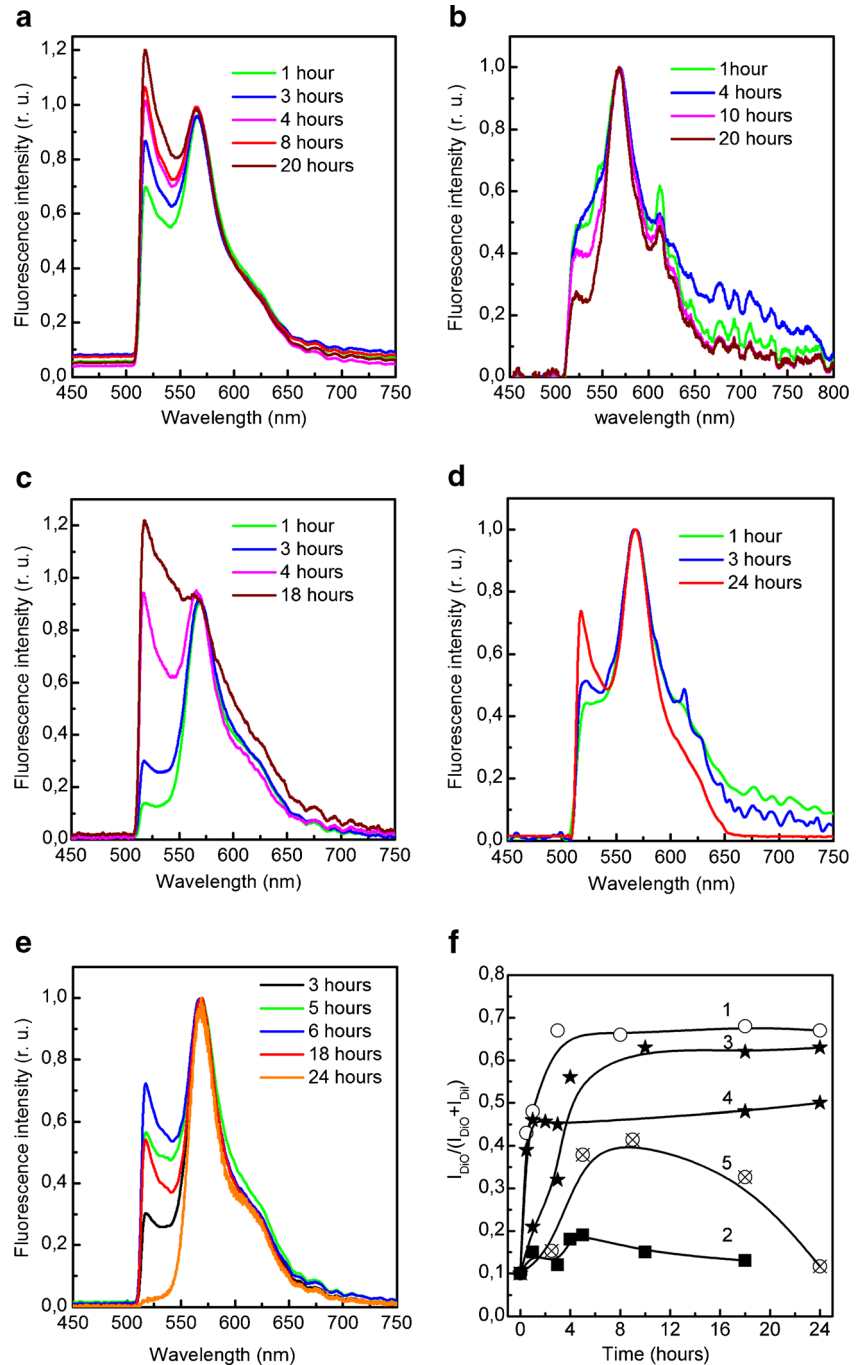 a
1,2
1,0
0,8
0,6
0,4
0,2
0,0
Fluorescence intensity (r. u.)
1 hour
3 hours
4 hours
8 hours
20 hours
450 500 550 600 650 700 750
Wavelength (nm)
b
1,0
0,8
0,6
0,4
0,2
0,0
Fluorescence intensity (r. u.)
1hour
4 hours
10 hours
20 hours
450 500 550 600 650 700 750 800
wavelength (nm)
c
1,2
1,0
0,8
0,6
0,4
0,2
0,0
Fluorescence intensity (r. u.)
1 hour
3 hours
4 hours
18 hours
450 500 550 600 650 700 750
Wavelength (nm)
d
1,0
0,8
0,6
0,4
0,2
0,0
Fluorescence intensity (r. u.)
1 hour
3 hours
24 hours
450 500 550 600 650 700 750
Wavelength (nm)
e
1,0
0,8
0,6
0,4
0,2
0,0
Fluorescence intensity (r. u.)
3 hours
5 hours
6 hours
18 hours
24 hours
450 500 550 600 650 700 750
Wavelength (nm)
f
0,8
0,7
0,6
0,5
0,4
0,3
0,2
0,1
0,0
I_DiO/(I_DiO+I_DiI)
1
3
4
5
2
0 4 8 12 16 20 24
Time (hours)